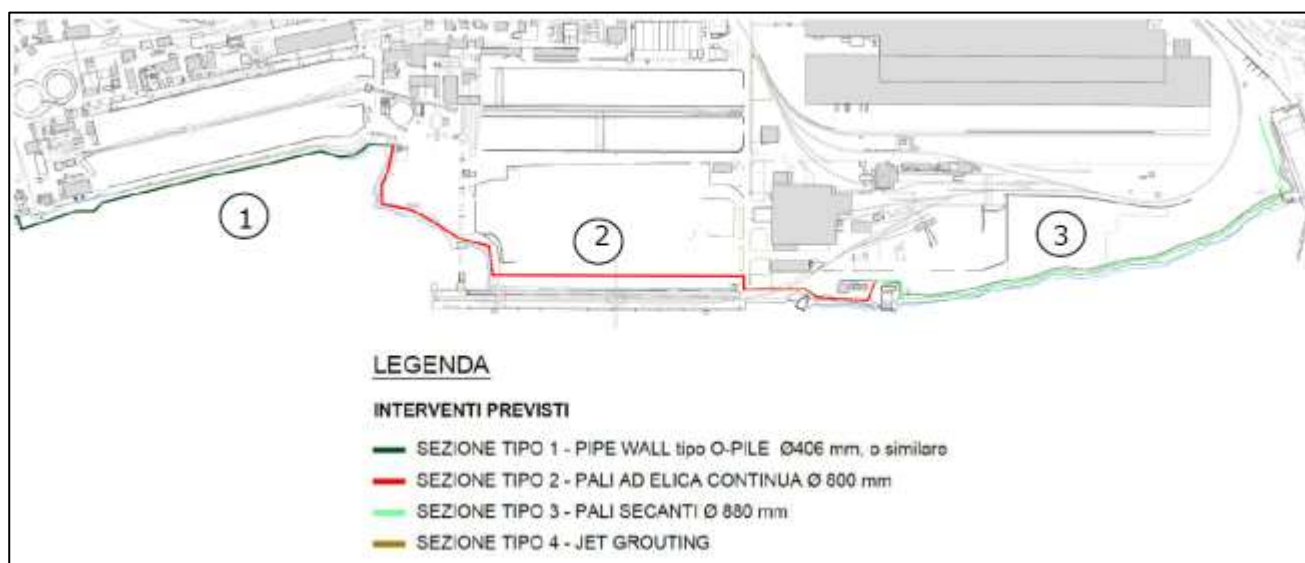 1
2
3
LEGENDA
INTERVENTI PREVISTI
SEZIONE TIPO 1 - PIPE WALL tipo O-PILE Ø406 mm, o similare
SEZIONE TIPO 2 - PALI AD ELICA CONTINUA Ø 800 mm
SEZIONE TIPO 3 - PALI SECANTI Ø 880 mm
SEZIONE TIPO 4 - JET GROUTING